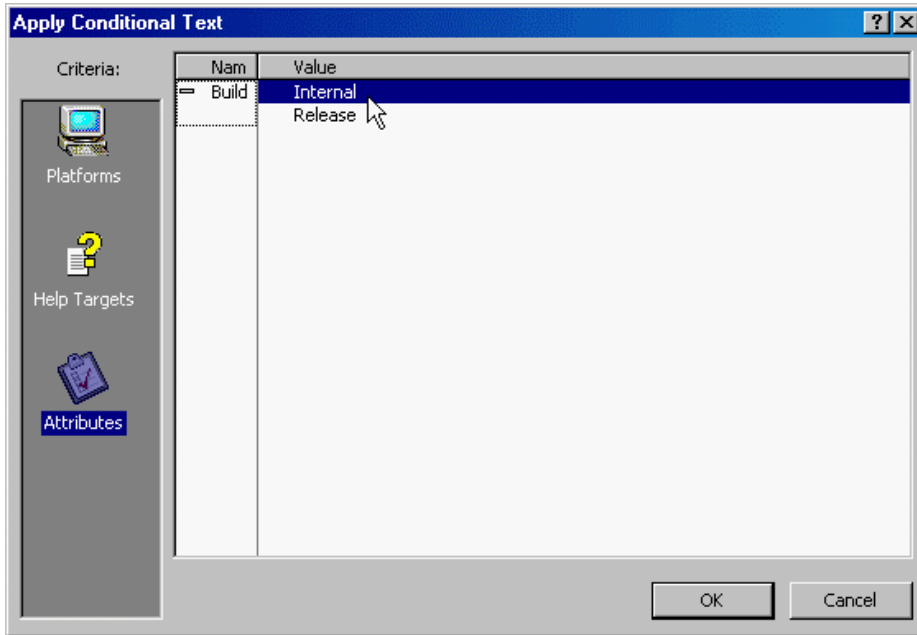 Apply Conditional Text
Criteria:
Nam Value
Build Internal
Release
Platforms
Help Targets
Attributes
OK Cancel